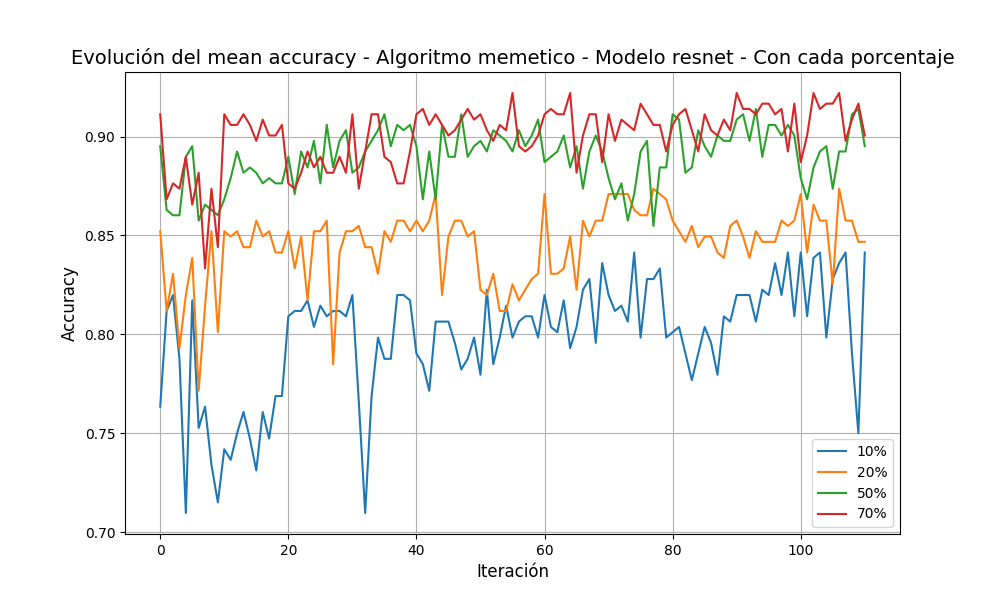 Evolución del mean accuracy - Algoritmo memetico - Modelo resnet - Con cada porcentaje
Accuracy
0.90
0.85
0.80
0.75
0.70
0 20 40 60 80 100
Iteración
10%
20%
50%
70%